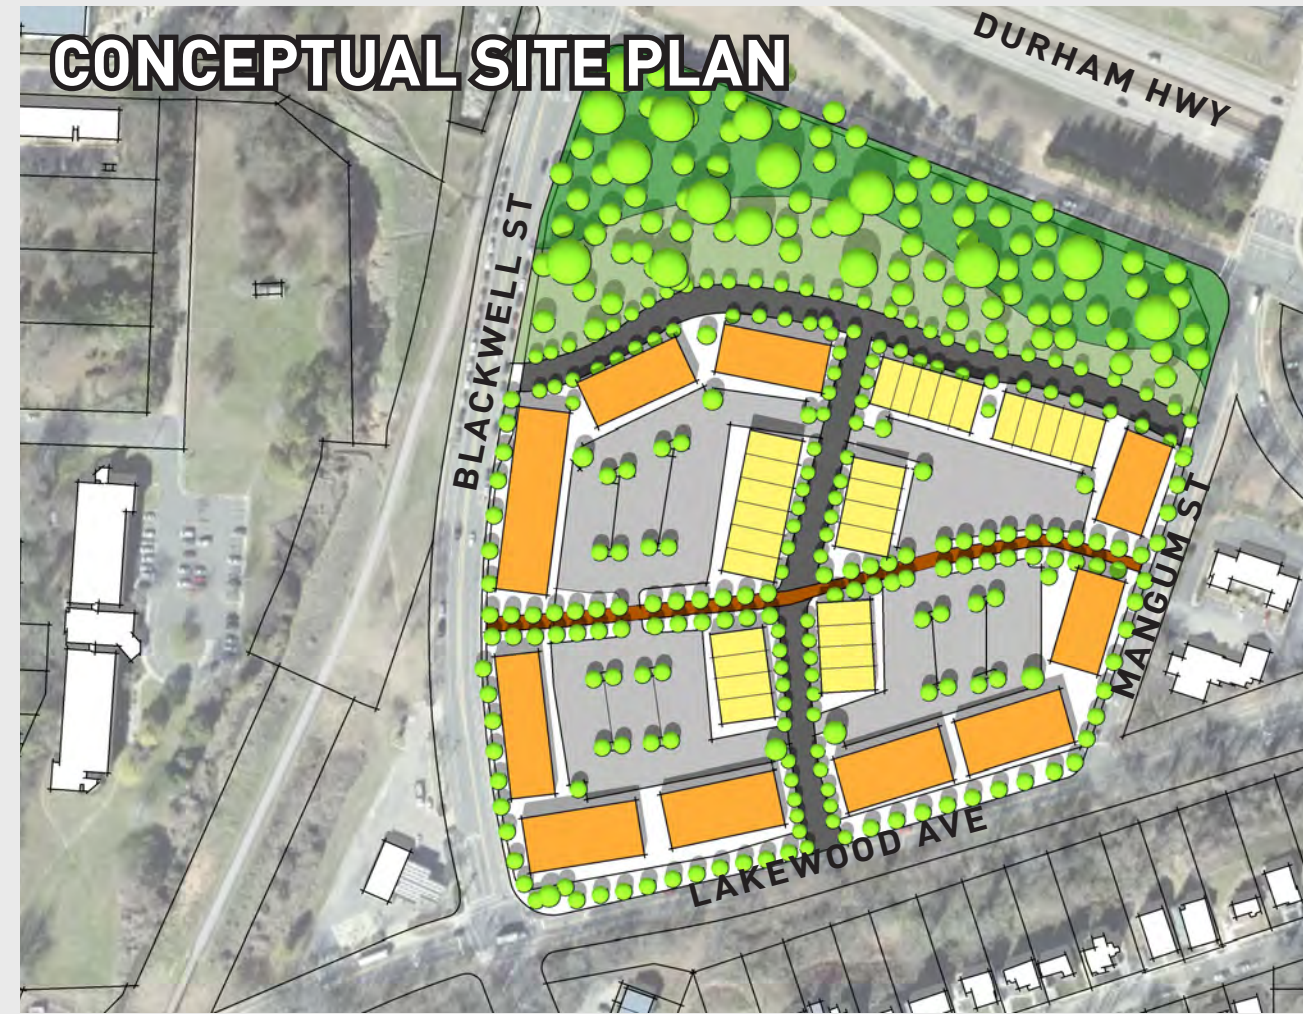 CONCEPTUAL SITE PLAN
DURHAM HWY
BLACKWELL ST
MANGUM ST
LAKEWOOD AVE